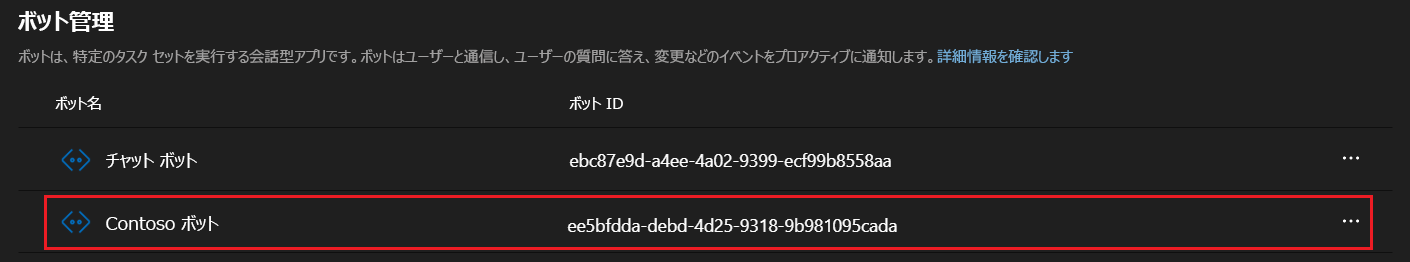 ボット管理
ボットは、特定のタスク セットを実行する会話型アプリです。ボットはユーザーと通信し、ユーザーの質問に答え、変更などのイベントをプロアクティブに通知します。詳細情報を確認します
ボット名 ボット ID
チャット ボット ebc87e9d-a4ee-4a02-9399-ecf99b8558aa
Contoso ボット ee5bfdda-debd-4d25-9318-9b981095cada